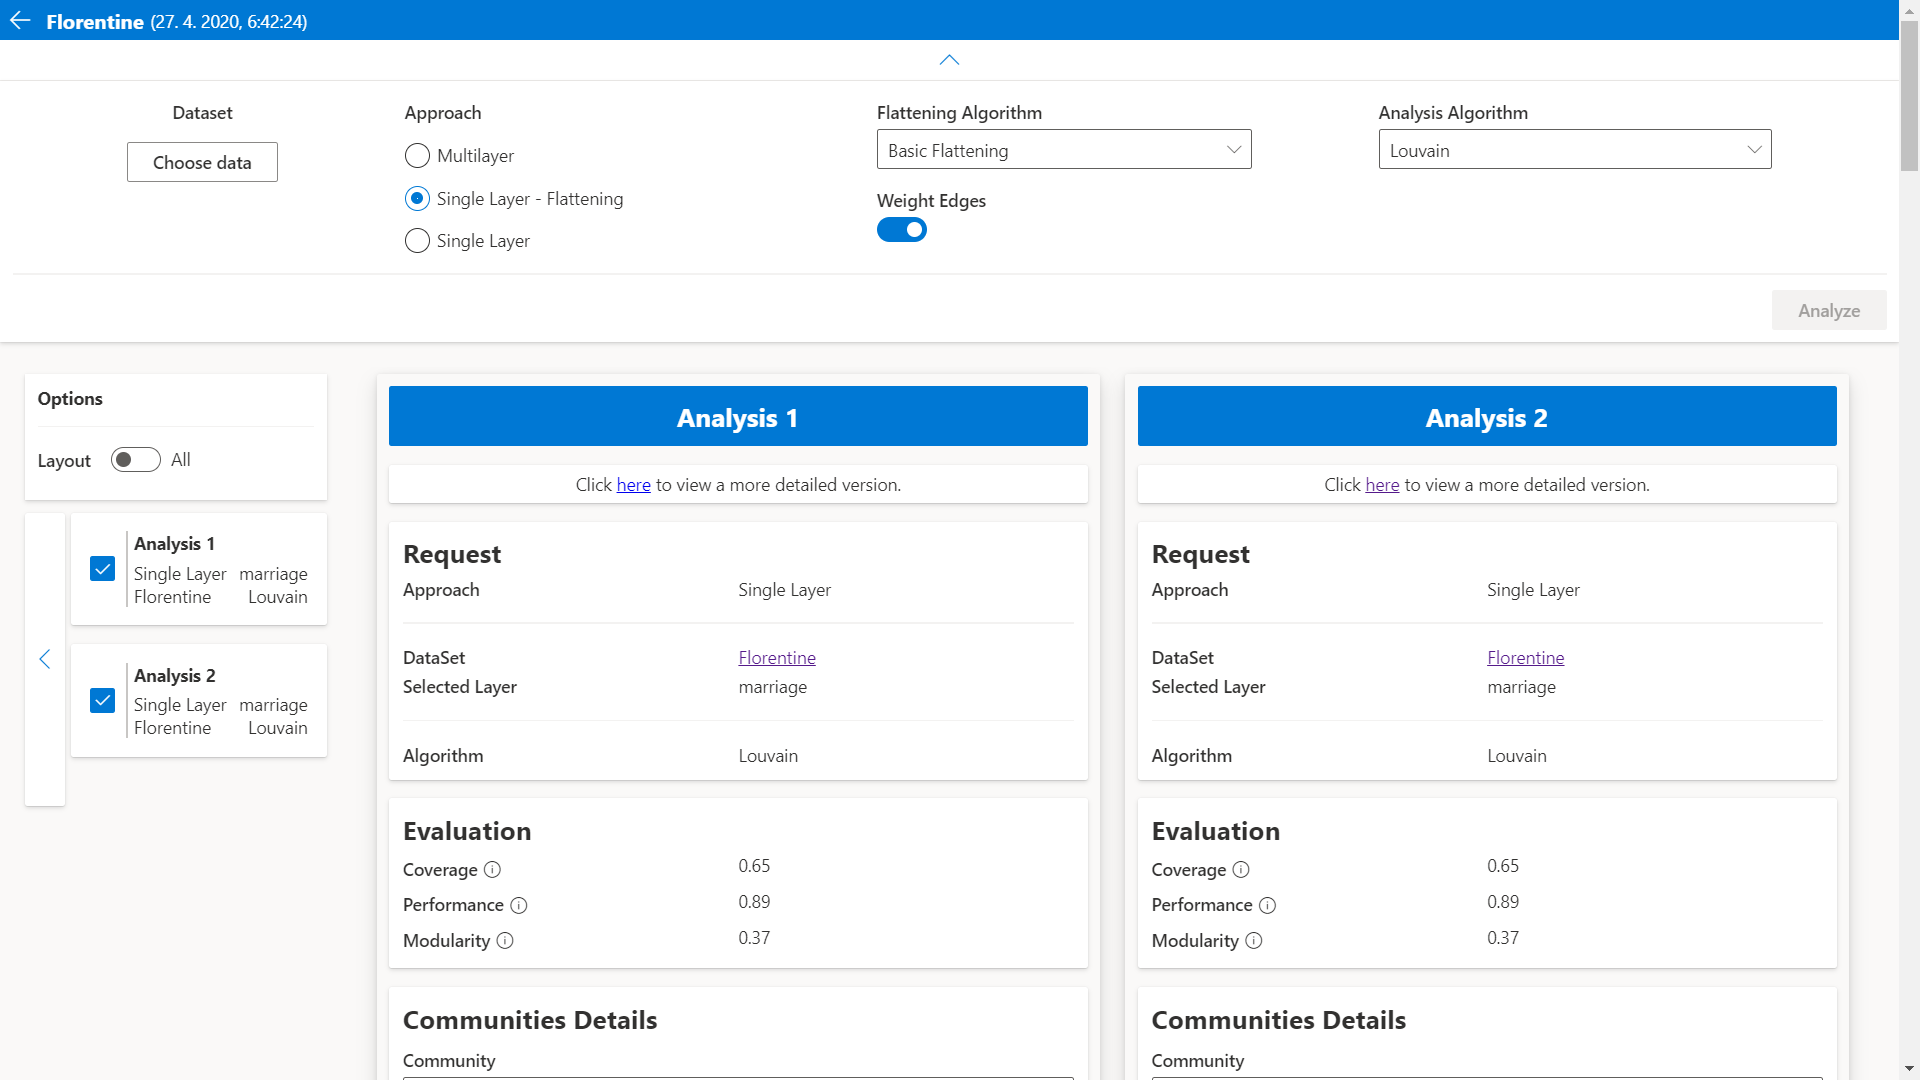 Florentine (27. 4. 2020, 6:42:24)
Dataset
Choose data
Approach
Multilayer
Single Layer - Flattening
Single Layer
Flattening Algorithm
Basic Flattening
Weight Edges
Analysis Algorithm
Louvain
Analyze
Options
Layout All
Analysis 1
Single Layer marriage
Florentine Louvain
Analysis 2
Single Layer marriage
Florentine Louvain
Analysis 1
Click here to view a more detailed version.
Request
Approach Single Layer
DataSet Florentine
Selected Layer marriage
Algorithm Louvain
Evaluation
Coverage 0.65
Performance 0.89
Modularity 0.37
Communities Details
Community
Analysis 2
Click here to view a more detailed version.
Request
Approach Single Layer
DataSet Florentine
Selected Layer marriage
Algorithm Louvain
Evaluation
Coverage 0.65
Performance 0.89
Modularity 0.37
Communities Details
Community